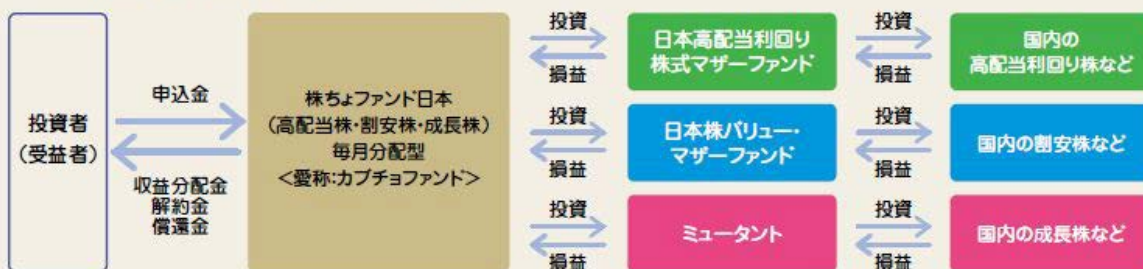 投資者
(受益者)
申込金
収益分配金
解約金
償還金
株ちょファンド日本
(高配当株・割安株・成長株)
毎月分配型
<愛称:カブチョファンド>
投資
損益
日本高配当利回り
株式マザーファンド
投資
損益
国内の
高配当利回り株など
投資
損益
日本株バリュー・
マザーファンド
投資
損益
国内の割安株など
投資
損益
ミュータント
投資
損益
国内の成長株など